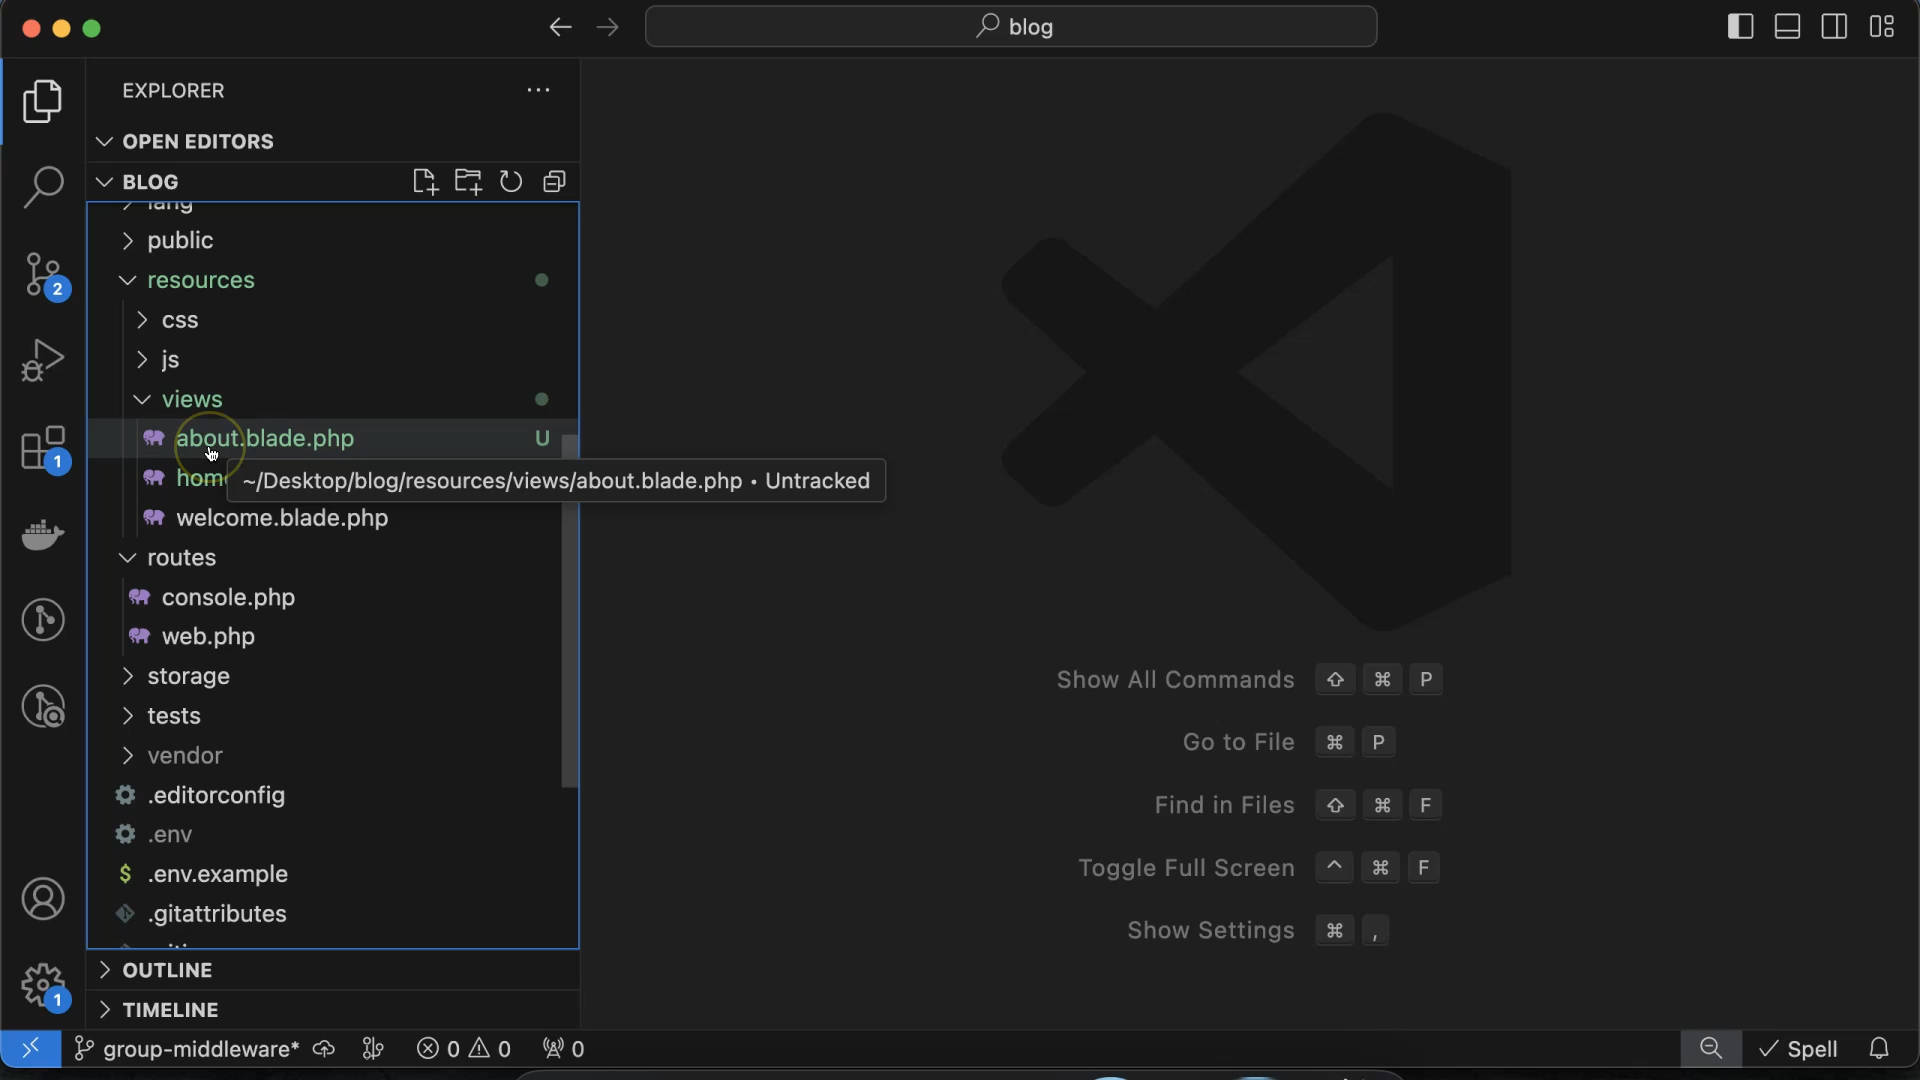 blog
EXPLORER
OPEN EDITORS
BLOG
lang
public
resources
css
js
views
about.blade.php U
hom
~/Desktop/blog/resources/views/about.blade.php • Untracked
welcome.blade.php
routes
console.php
web.php
storage
tests
vendor
.editorconfig
.env
$ .env.example
.gitattributes
OUTLINE
TIMELINE
2
1
1
Show All Commands ⇧ ⌘ P
Go to File ⌘ P
Find in Files ⇧ ⌘ F
Toggle Full Screen ^ ⌘ F
Show Settings ⌘ ,
group-middleware* 0 0 0 Spell